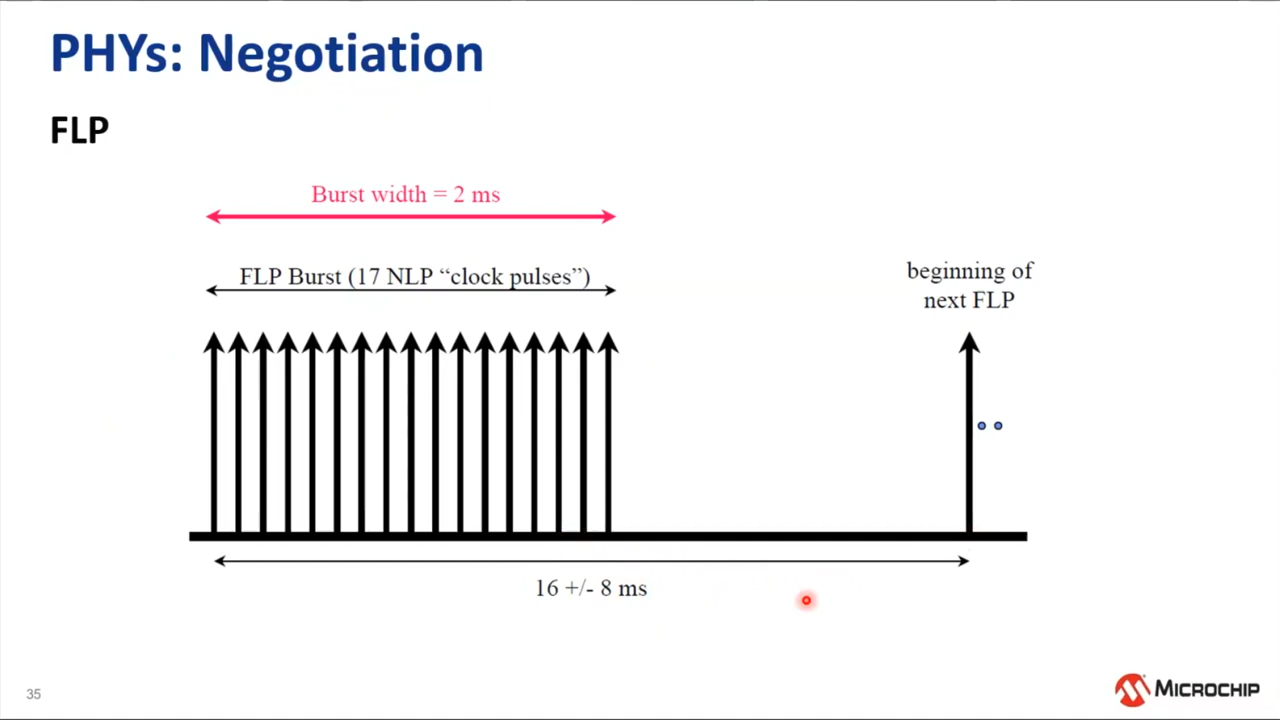 PHYs: Negotiation
FLP
Burst width = 2 ms
FLP Burst (17 NLP “clock pulses”)
beginning of
next FLP
16 +/- 8 ms
35
MICROCHIP